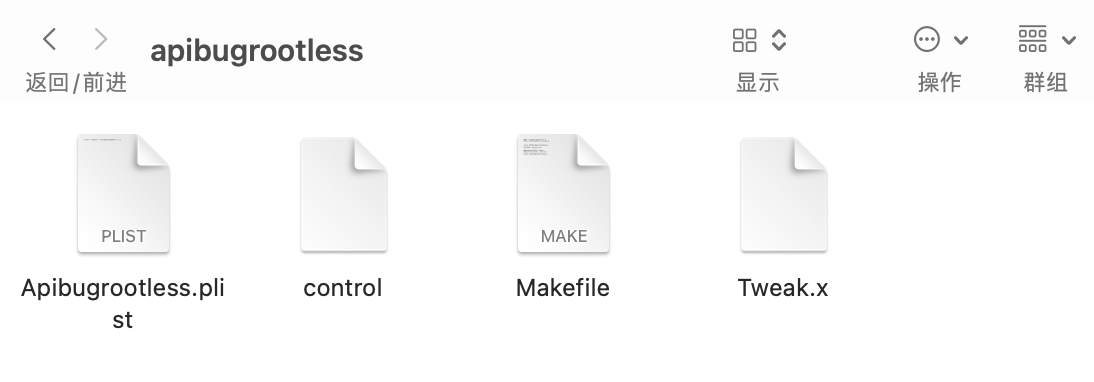 apibugrootless
返回/前进
显示
操作
群组
PLIST
MAKE
Apibugrootless.pli
st
control
Makefile
Tweak.x